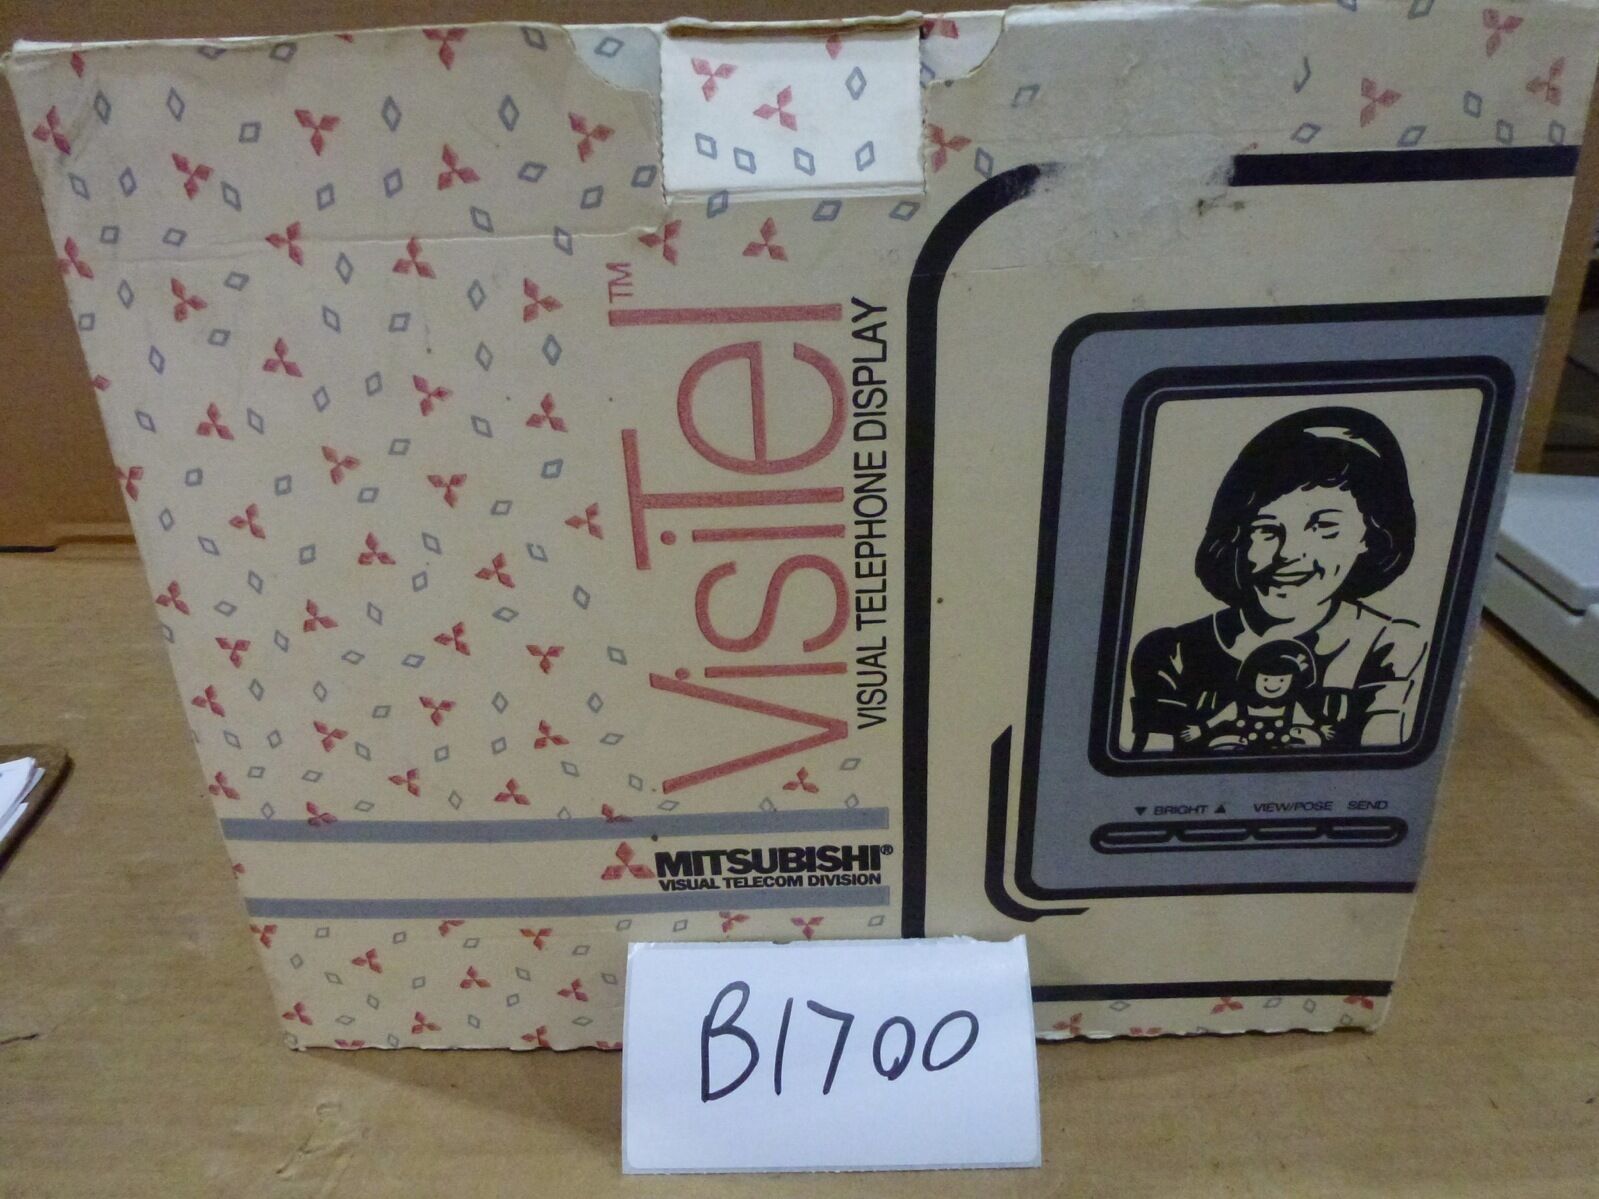 VisiTel™
VISUAL TELEPHONE DISPLAY
MITSUBISHI®
VISUAL TELECOM DIVISION
▼ BRIGHT ▲ VIEW/POSE SEND
B1700